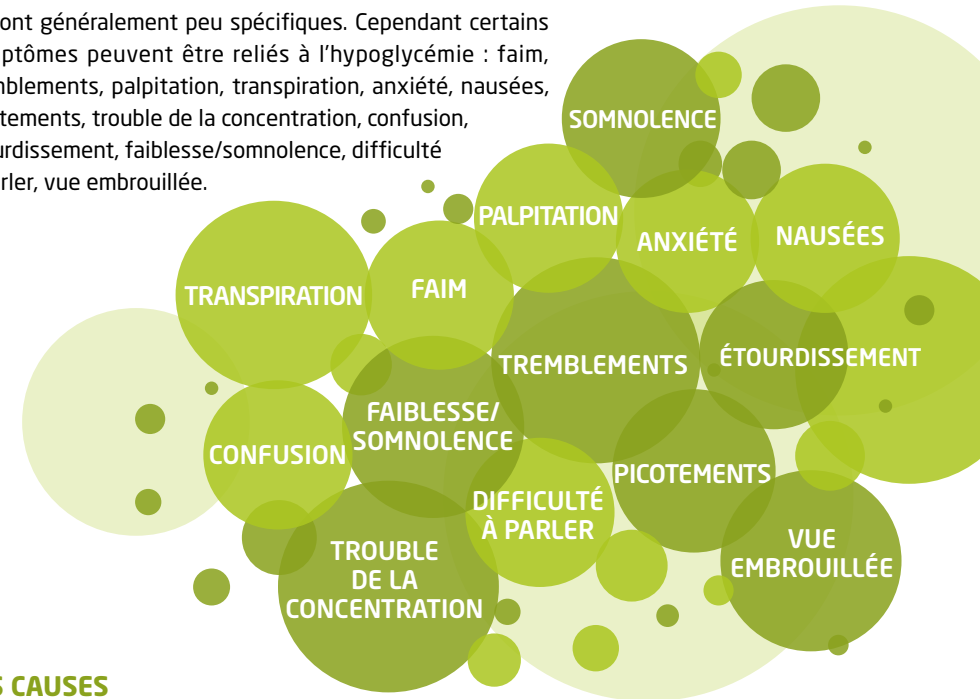 ont généralement peu spécifiques. Cependant certains
ptômes peuvent être reliés à l'hypoglycémie : faim,
mblements, palpitation, transpiration, anxiété, nausées,
tements, trouble de la concentration, confusion,
urdissement, faiblesse/somnolence, difficulté
rler, vue embrouillée.
SOMNOLENCE
PALPITATION
ANXIÉTÉ
NAUSÉES
TRANSPIRATION
FAIM
TREMBLEMENTS
ÉTOURDISSEMENT
FAIBLESSE/
SOMNOLENCE
CONFUSION
PICOTEMENTS
DIFFICULTÉ
À PARLER
TROUBLE
DE LA
CONCENTRATION
VUE
EMBROUILLÉE
S CAUSES